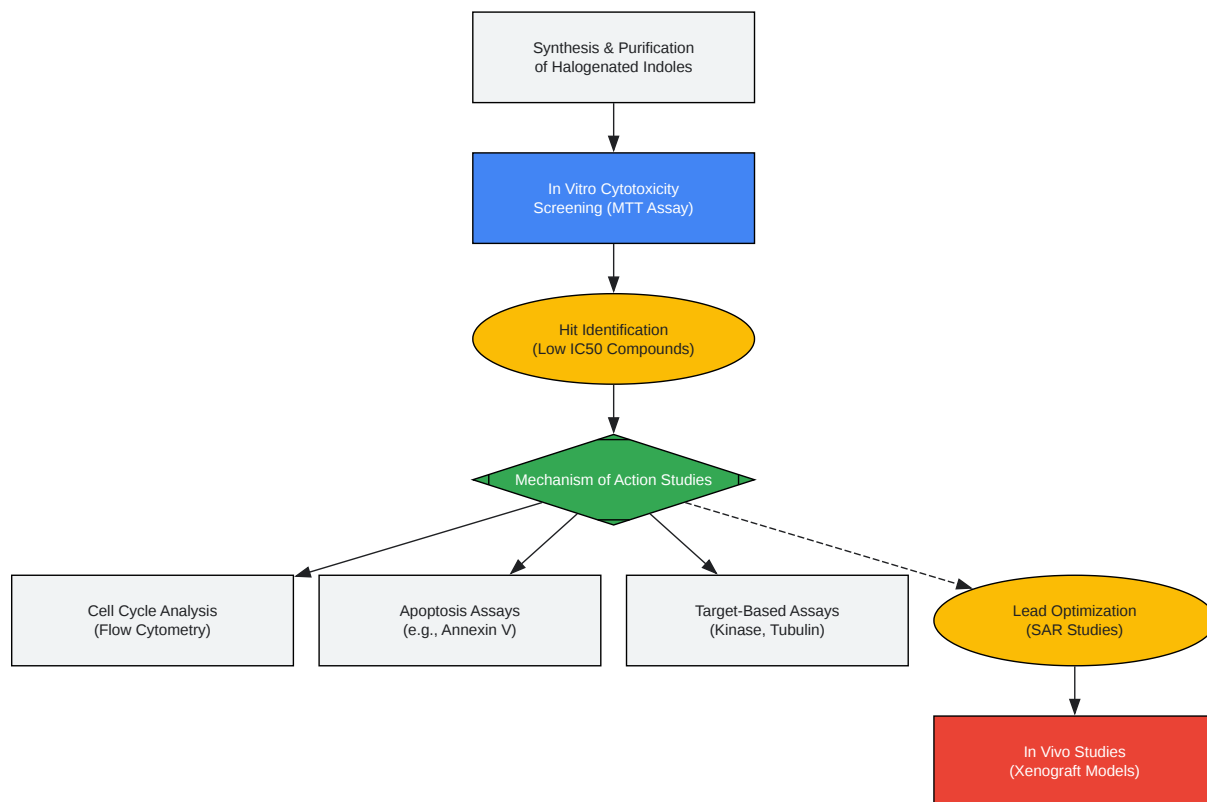 Synthesis & Purification
of Halogenated Indoles
In Vitro Cytotoxicity
Screening (MTT Assay)
Hit Identification
(Low IC50 Compounds)
Mechanism of Action Studies
Cell Cycle Analysis
(Flow Cytometry)
Apoptosis Assays
(e.g., Annexin V)
Target-Based Assays
(Kinase, Tubulin)
Lead Optimization
(SAR Studies)
In Vivo Studies
(Xenograft Models)